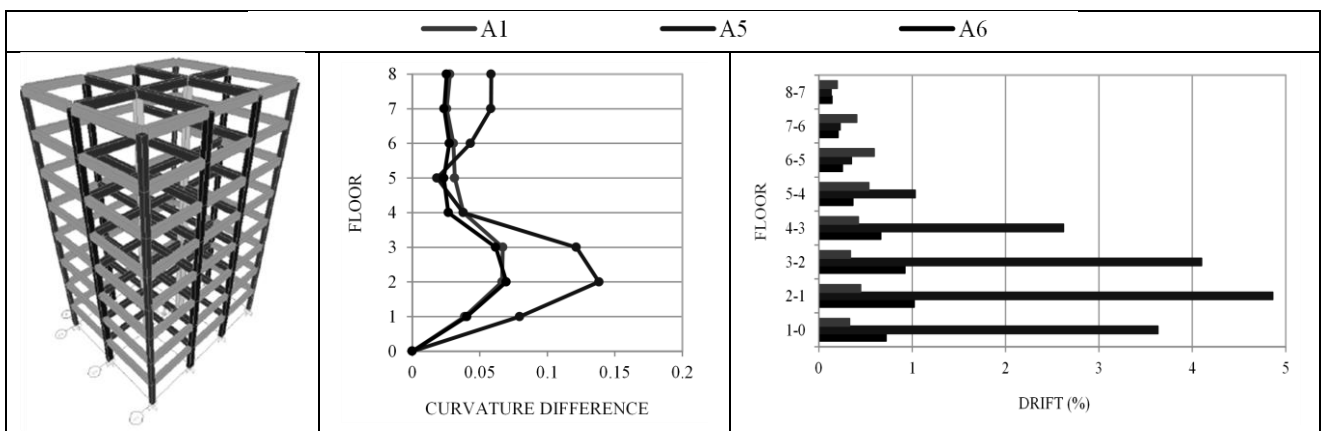 A1 A5 A6
8
7
6
5
4
3
2
1
0
FLOOR
0 0.05 0.1 0.15 0.2
CURVATURE DIFFERENCE
8-7
7-6
6-5
5-4
4-3
3-2
2-1
1-0
FLOOR
0 1 2 3 4 5
DRIFT (%)